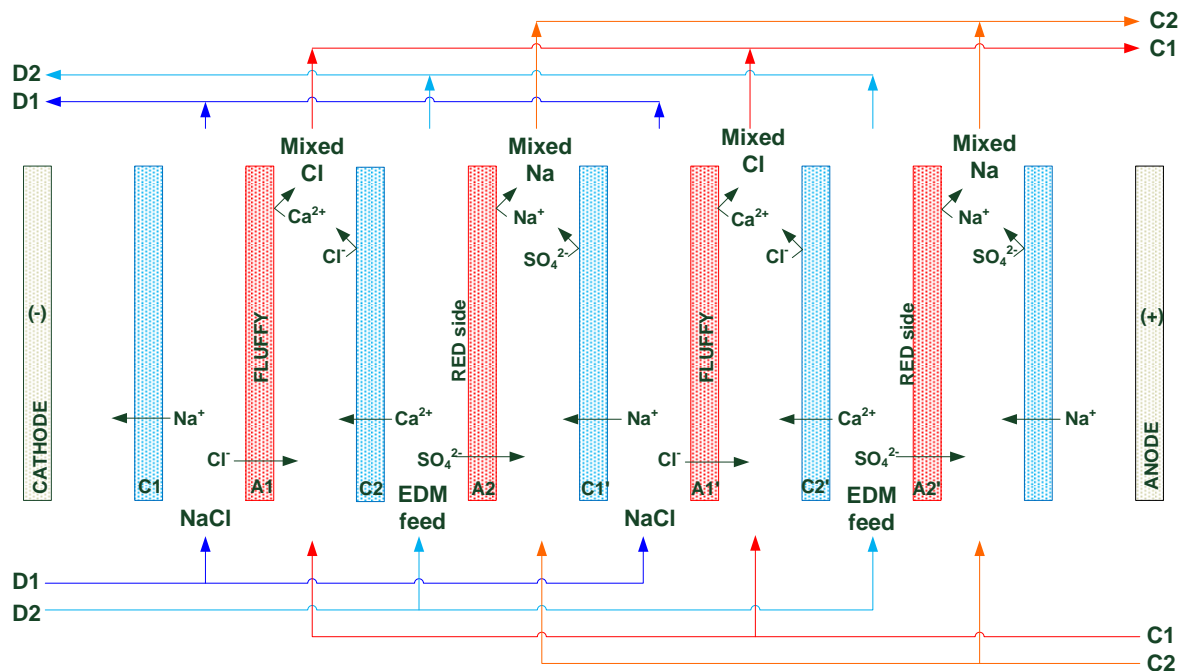 C2
C1
D2
D1
Mixed
Cl
Mixed
Na
Mixed
Cl
Mixed
Na
Ca²⁺
Na⁺
Ca²⁺
Na⁺
Cl⁻
SO₄²⁻
Cl⁻
SO₄²⁻
(-)
FLUFFY
RED side
FLUFFY
RED side
(+)
Na⁺
Ca²⁺
Na⁺
Ca²⁺
Na⁺
Cl⁻
SO₄²⁻
Cl⁻
SO₄²⁻
CATHODE
C1
A1
C2
A2
C1'
A1'
C2'
A2'
ANODE
NaCl
EDM
feed
NaCl
EDM
feed
D1
D2
C1
C2